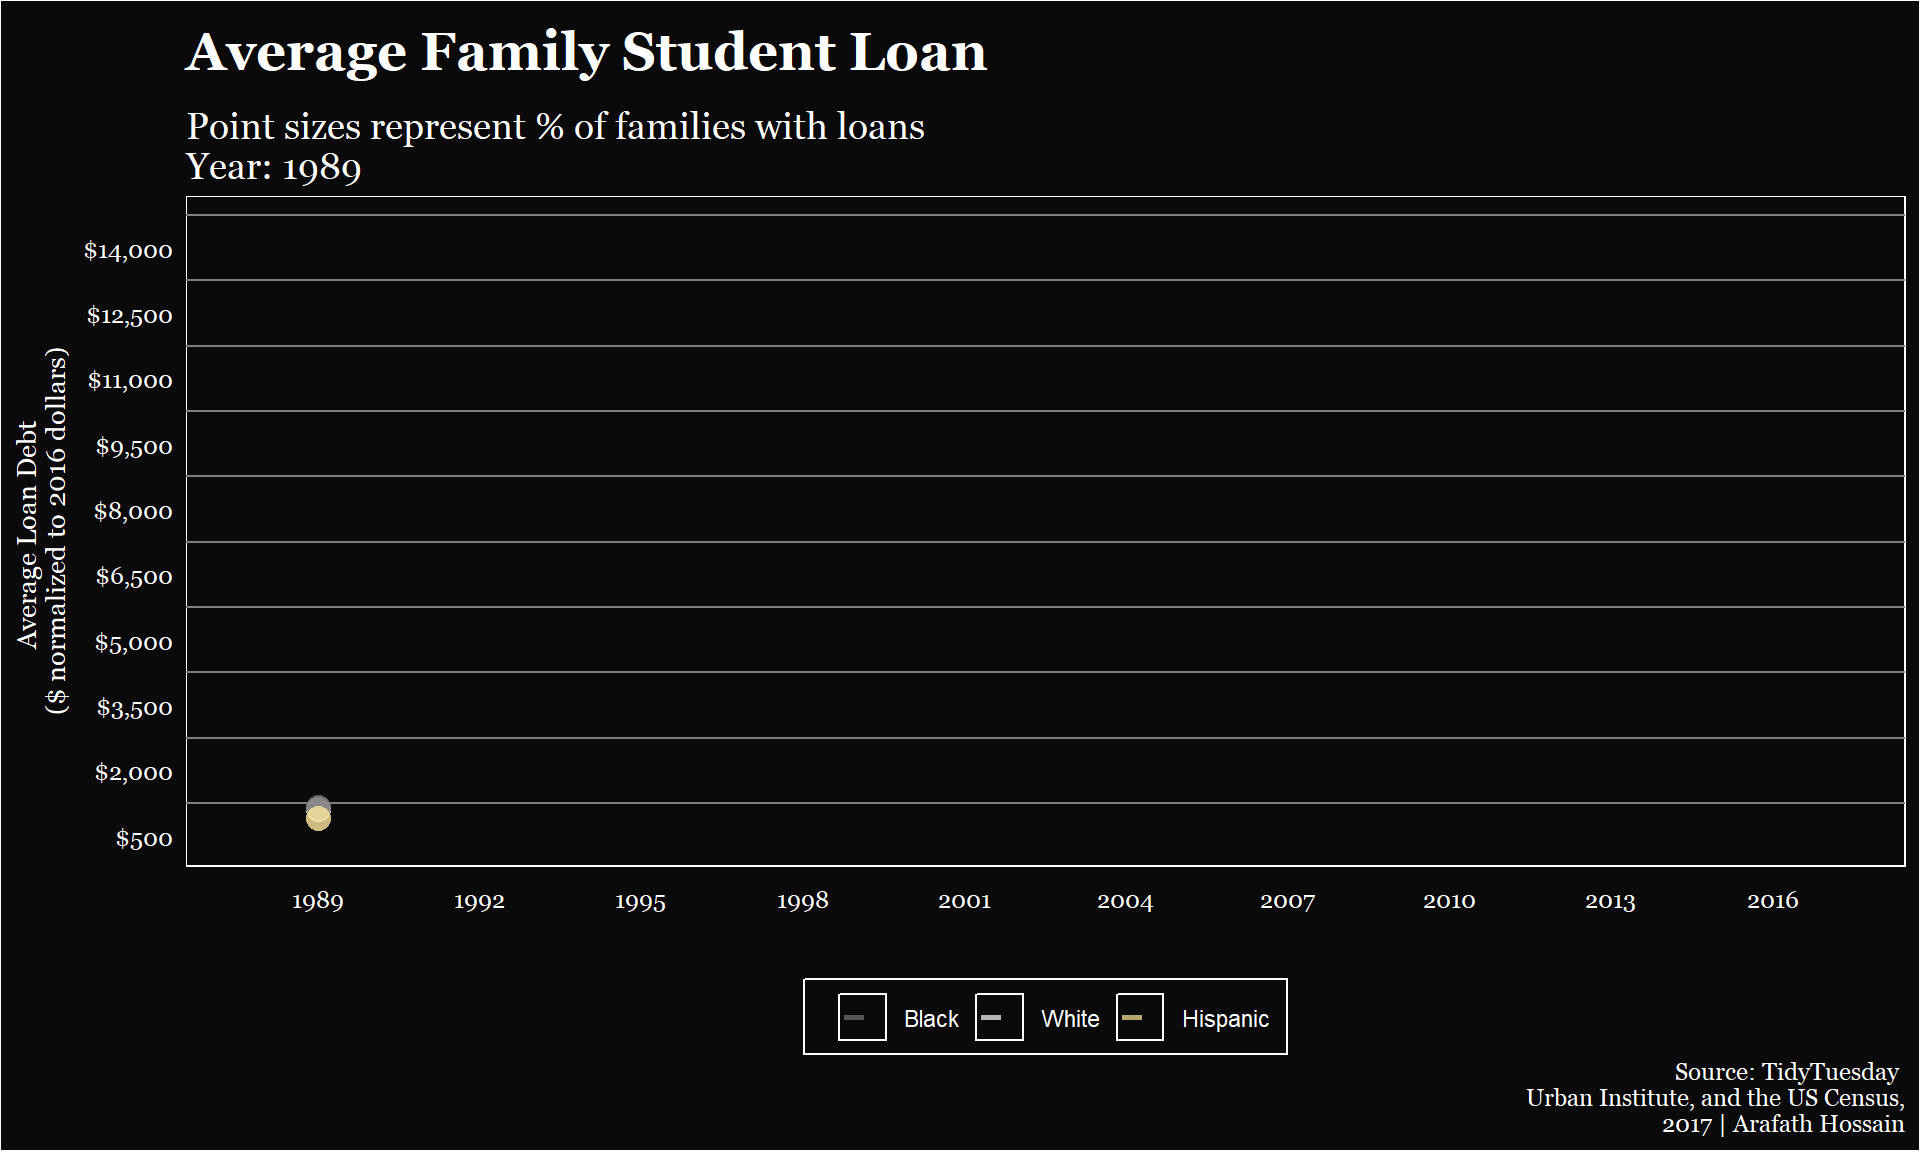 Average Family Student Loan
Point sizes represent % of families with loans
Year: 1989
Average Loan Debt
($ normalized to 2016 dollars)
$14,000
$12,500
$11,000
$9,500
$8,000
$6,500
$5,000
$3,500
$2,000
$500
1989 1992 1995 1998 2001 2004 2007 2010 2013 2016
Black White Hispanic
Source: TidyTuesday
Urban Institute, and the US Census,
2017 | Arafath Hossain